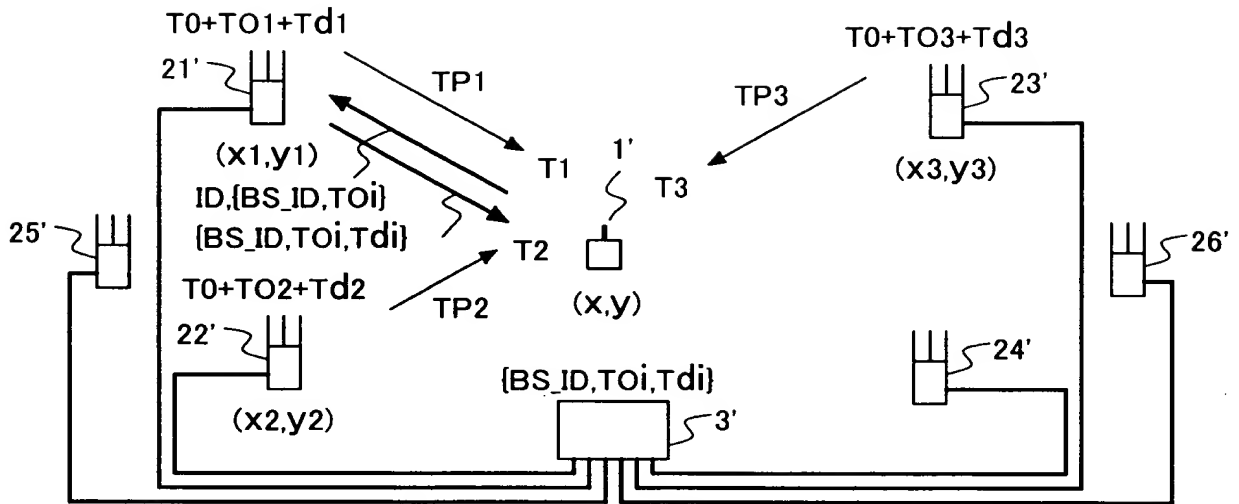 T0+TO1+Td1
T0+TO3+Td3
21'
TP1
TP3
23'
(x1,y1)
T1
1'
T3
(x3,y3)
ID,{BS_ID,TOi}
{BS_ID,TOi,Tdi}
25'
T2
26'
T0+TO2+Td2
TP2
(x,y)
22'
24'
{BS_ID,TOi,Tdi}
(x2,y2)
3'